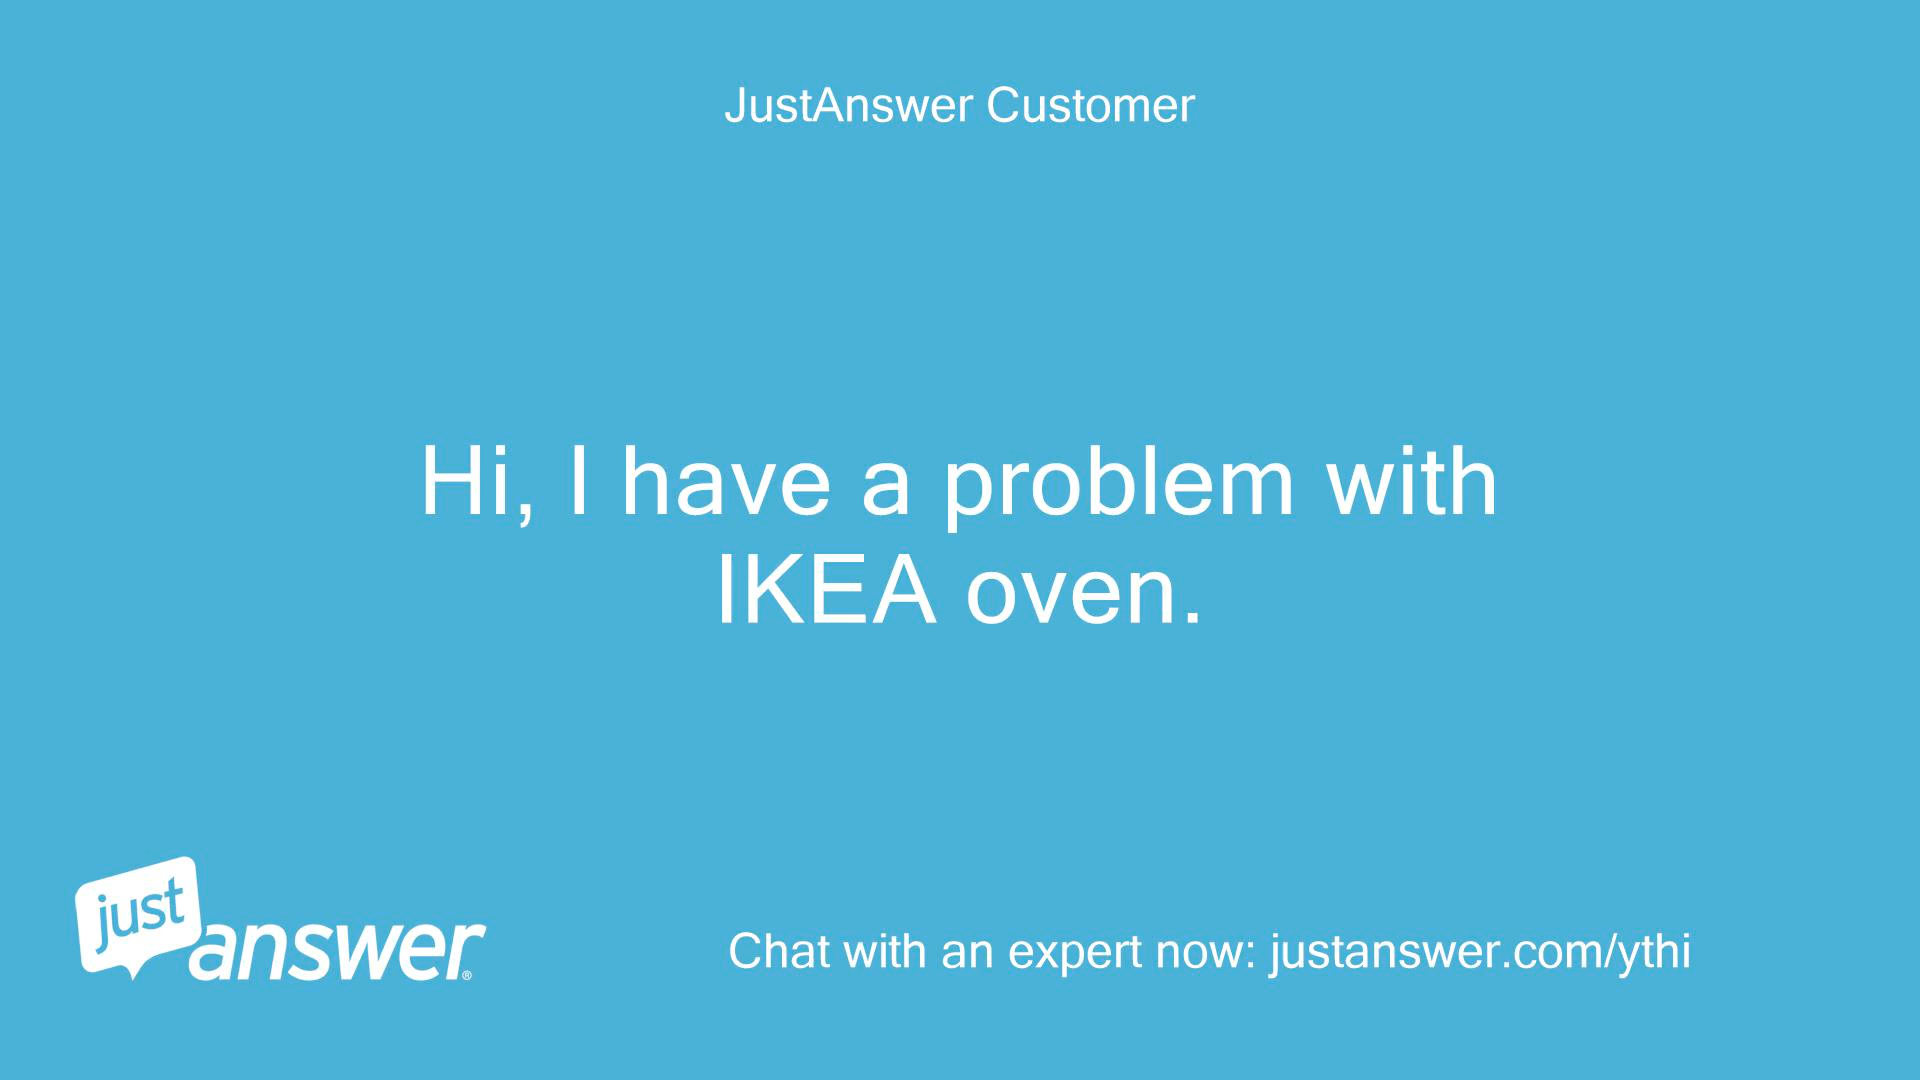 JustAnswer Customer
Hi, I have a problem with
IKEA oven.
just
answer®
Chat with an expert now: justanswer.com/ythi